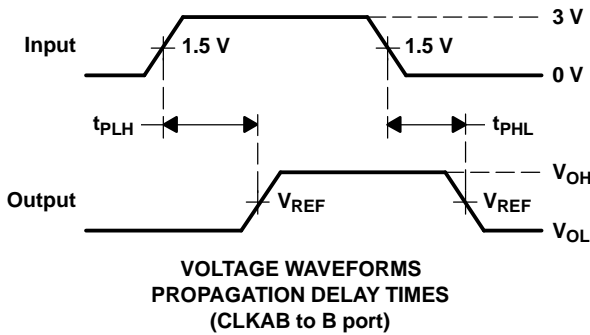 3 V
Input
1.5 V
1.5 V
0 V
tPLH
tPHL
VOH
Output
VREF
VREF
VOL
VOLTAGE WAVEFORMS
PROPAGATION DELAY TIMES
(CLKAB to B port)